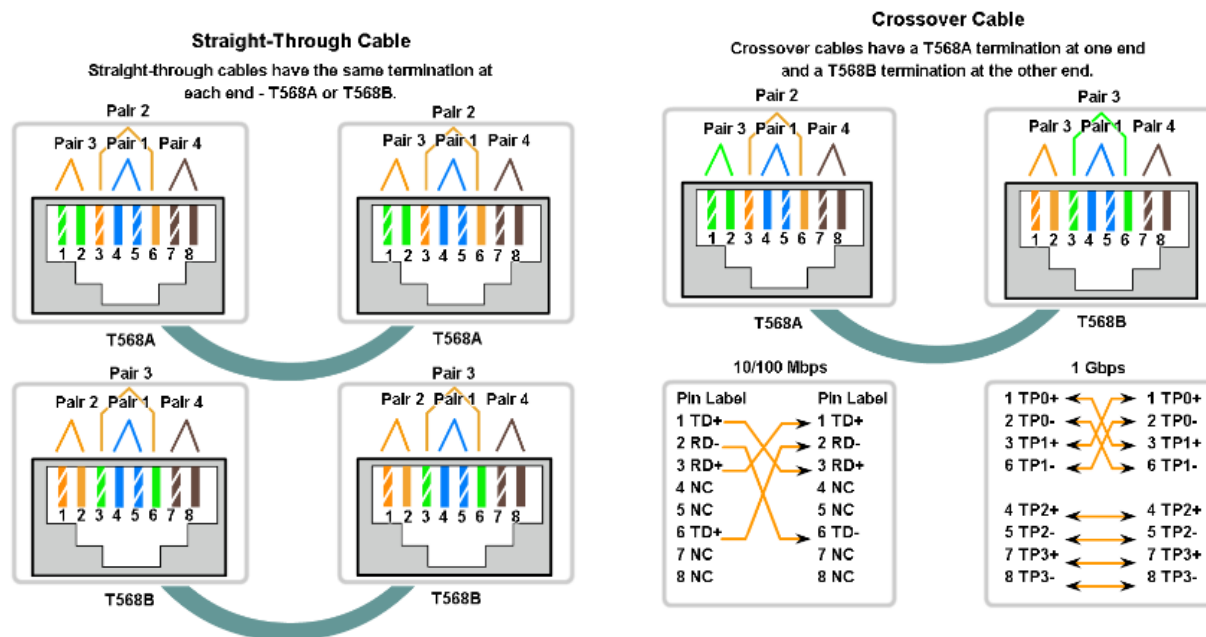 Straight-Through Cable
Straight-through cables have the same termination at
each end - T568A or T568B.
Pair 2
Pair 3 Pair 1 Pair 4
1 2 3 4 5 6 7 8
T568A
Pair 2
Pair 3 Pair 1 Pair 4
1 2 3 4 5 6 7 8
T568A
Pair 3
Pair 2 Pair 1 Pair 4
1 2 3 4 5 6 7 8
T568B
Pair 3
Pair 2 Pair 1 Pair 4
1 2 3 4 5 6 7 8
T568B
Crossover Cable
Crossover cables have a T568A termination at one end
and a T568B termination at the other end.
Pair 2
Pair 3 Pair 1 Pair 4
1 2 3 4 5 6 7 8
T568A
Pair 3
Pair 2 Pair 1 Pair 4
1 2 3 4 5 6 7 8
T568B
10/100 Mbps
Pin Label
1 TD+
2 RD-
3 RD+
4 NC
5 NC
6 TD+
7 NC
8 NC
Pin Label
1 TD+
2 RD-
3 RD+
4 NC
5 NC
6 TD-
7 NC
8 NC
1 Gbps
1 TP0+
2 TP0-
3 TP1+
6 TP1-
4 TP2+
5 TP2-
7 TP3+
8 TP3-
1 TP0+
2 TP0-
3 TP1+
6 TP1-
4 TP2+
5 TP2-
7 TP3+
8 TP3-